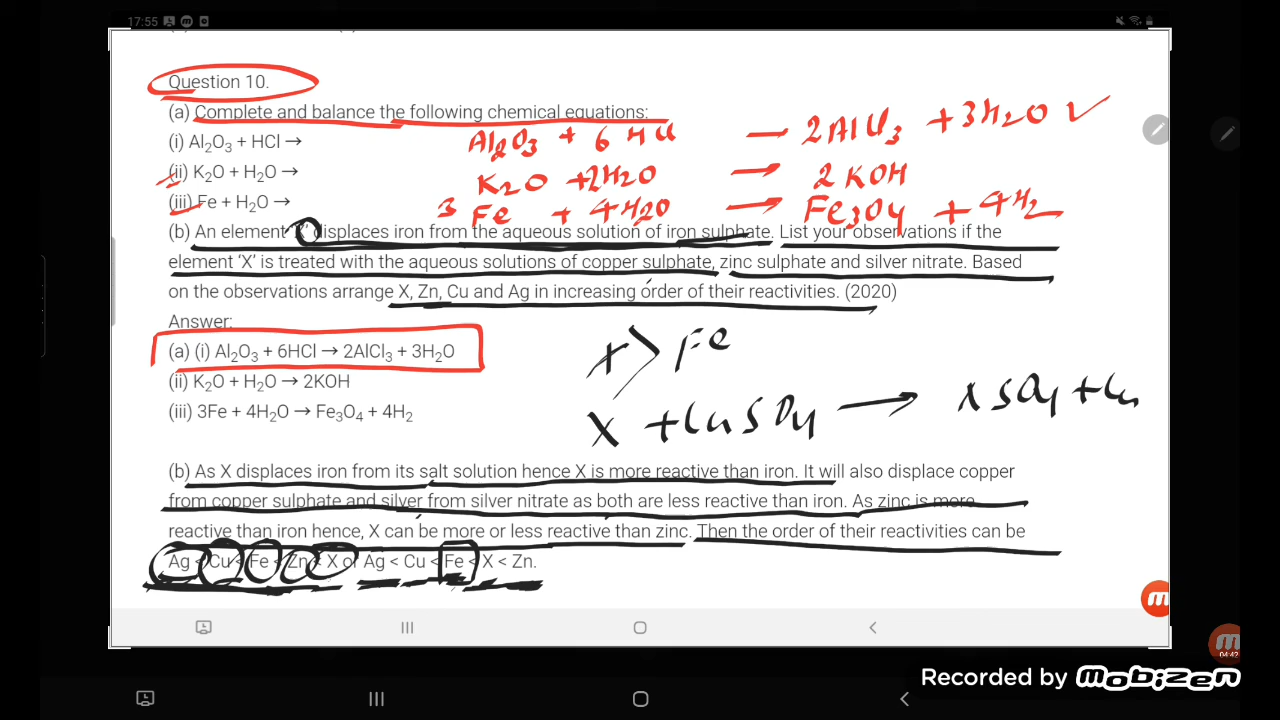 17:55
Question 10.
(a) Complete and balance the following chemical equations:
(i) Al₂O₃ + HCl → Al₂O₃ + 6 HCl → 2AlCl₃ + 3H₂O ✓
(ii) K₂O + H₂O → K₂O + 2H₂O → 2 KOH
(iii) Fe + H₂O → 3 Fe + 4H₂O → Fe₃O₄ + 4H₂
(b) An element displaces iron from the aqueous solution of iron sulphate. List your observations if the
element ‘X’ is treated with the aqueous solutions of copper sulphate, zinc sulphate and silver nitrate. Based
on the observations arrange X, Zn, Cu and Ag in increasing order of their reactivities. (2020)
Answer:
(a) (i) Al₂O₃ + 6HCl → 2AlCl₃ + 3H₂O
X > Fe
(ii) K₂O + H₂O → 2KOH
(iii) 3Fe + 4H₂O → Fe₃O₄ + 4H₂
X + CuSO₄ → XSO₄ + Cu
(b) As X displaces iron from its salt solution hence X is more reactive than iron. It will also displace copper
from copper sulphate and silver from silver nitrate as both are less reactive than iron. As zinc is more
reactive than iron hence, X can be more or less reactive than zinc. Then the order of their reactivities can be
Ag < Cu < Fe < Zn < X or Ag < Cu < Fe < X < Zn.
04:42
Recorded by mobizen